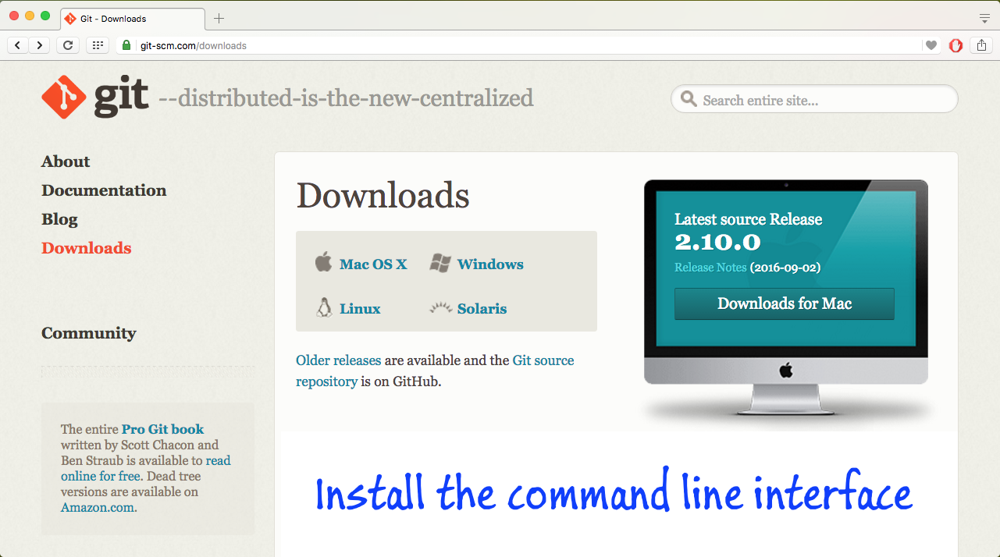 Git - Downloads
git-scm.com/downloads
git --distributed-is-the-new-centralized
Search entire site...
About
Documentation
Blog
Downloads
Community
The entire Pro Git book
written by Scott Chacon and
Ben Straub is available to read
online for free. Dead tree
versions are available on
Amazon.com.
Downloads
Mac OS X
Windows
Linux
Solaris
Older releases are available and the Git source
repository is on GitHub.
Latest source Release
2.10.0
Release Notes (2016-09-02)
Downloads for Mac
Install the command line interface